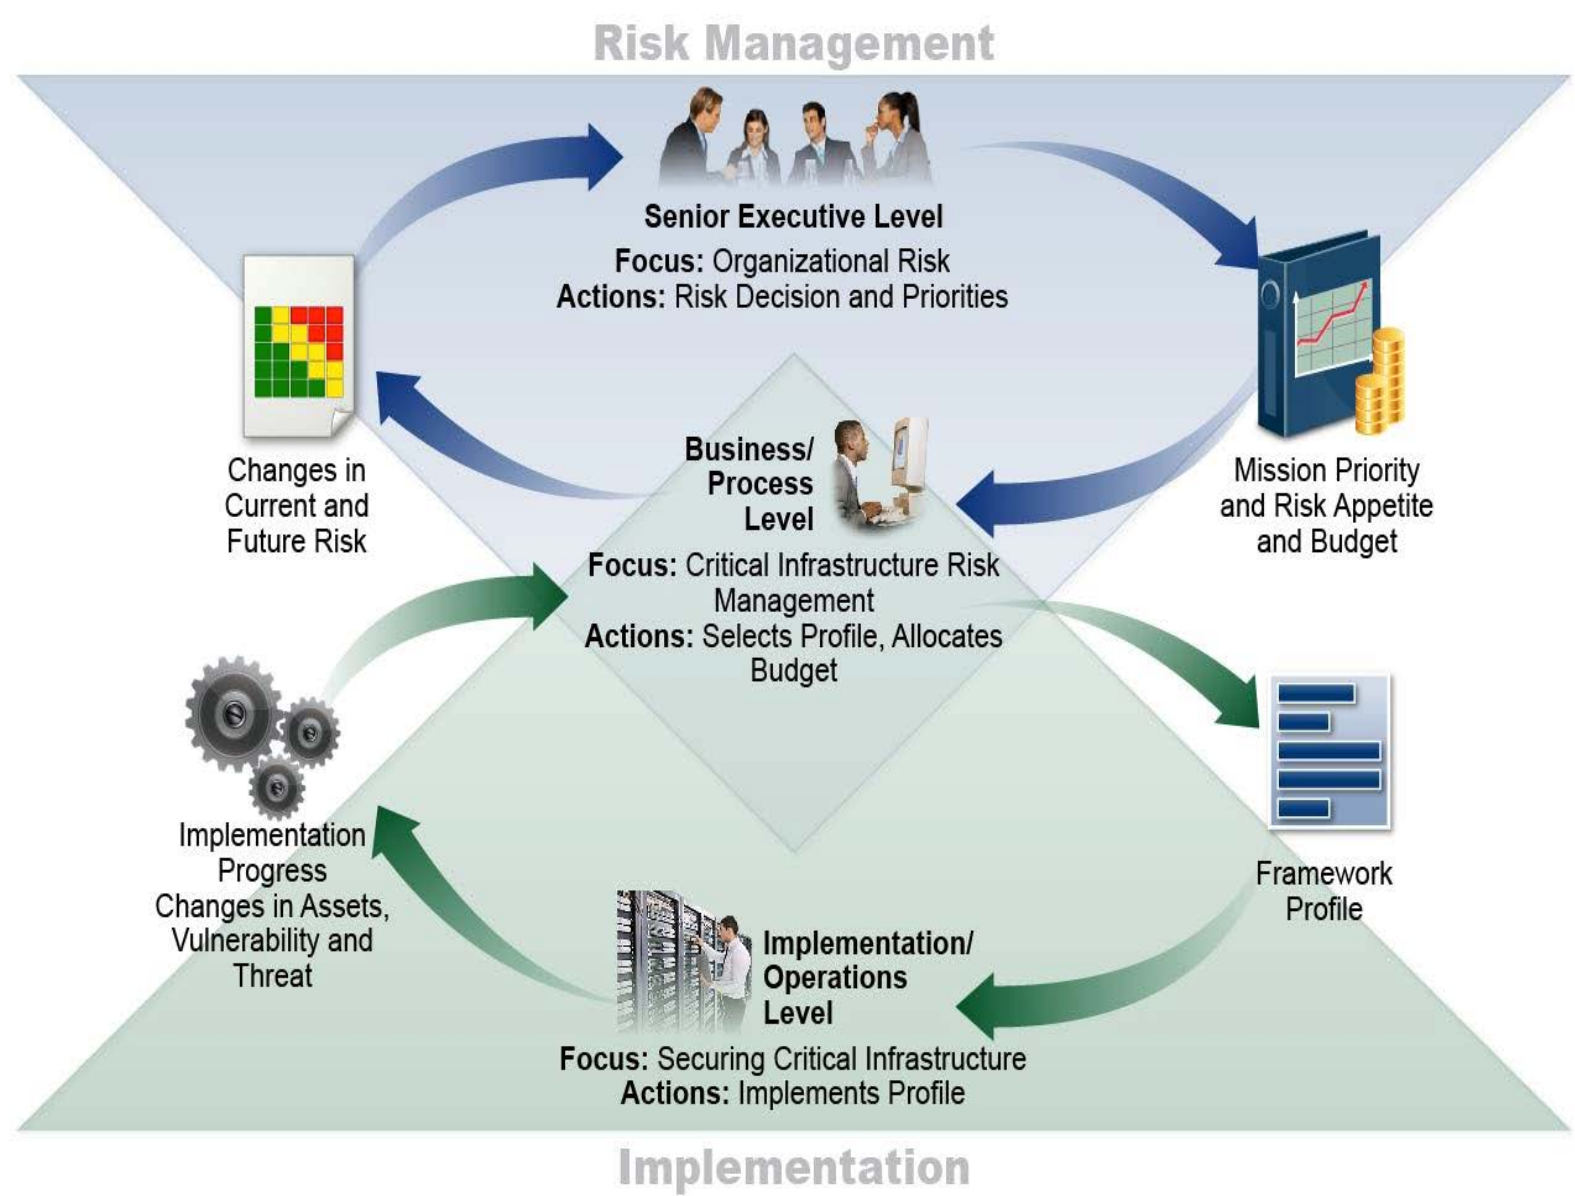 Risk Management
Senior Executive Level
Focus: Organizational Risk
Actions: Risk Decision and Priorities
Changes in
Current and
Future Risk
Mission Priority
and Risk Appetite
and Budget
Business/
Process
Level
Focus: Critical Infrastructure Risk
Management
Actions: Selects Profile, Allocates
Budget
Implementation
Progress
Changes in Assets,
Vulnerability and
Threat
Framework
Profile
Implementation/
Operations
Level
Focus: Securing Critical Infrastructure
Actions: Implements Profile
Implementation